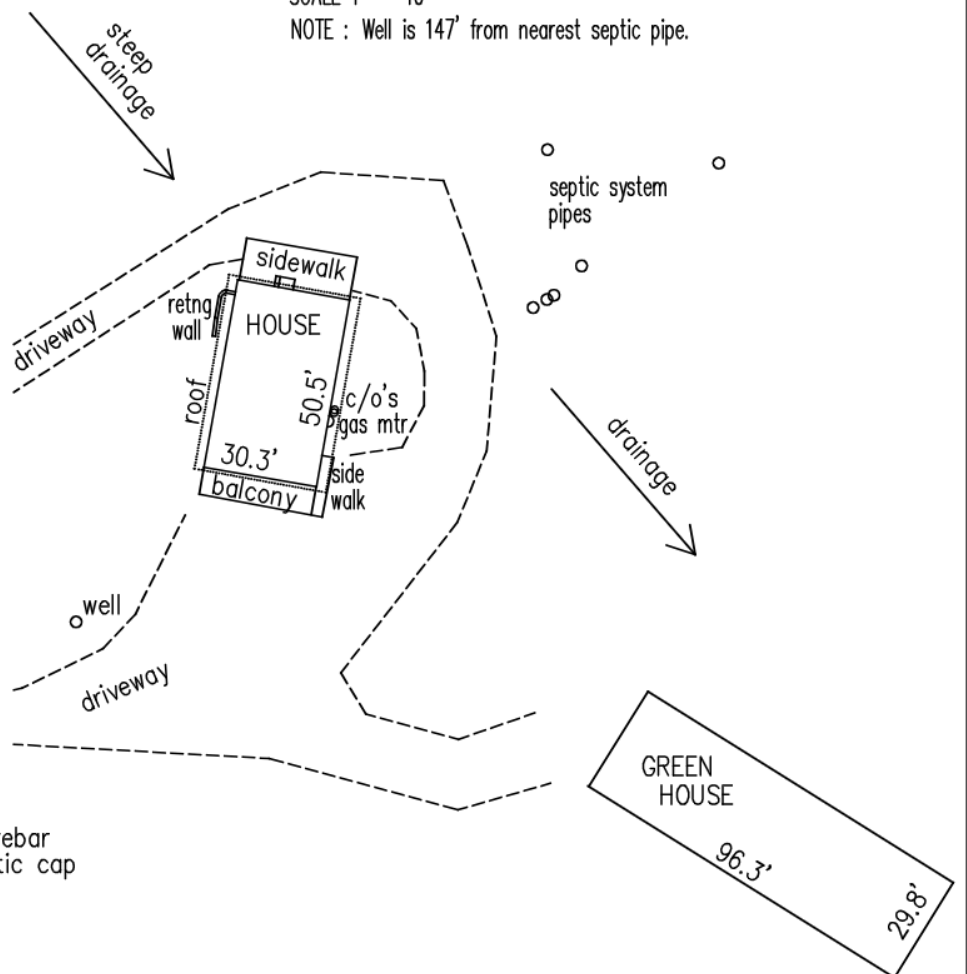 NOTE : Well is 147' from nearest septic pipe.
steep
drainage
septic system
pipes
sidewalk
retng
wall
HOUSE
driveway
roof
50.5'
c/o's
gas mtr
30.3'
side
walk
balcony
drainage
well
driveway
GREEN
HOUSE
96.3'
29.8'
ebar
tic cap